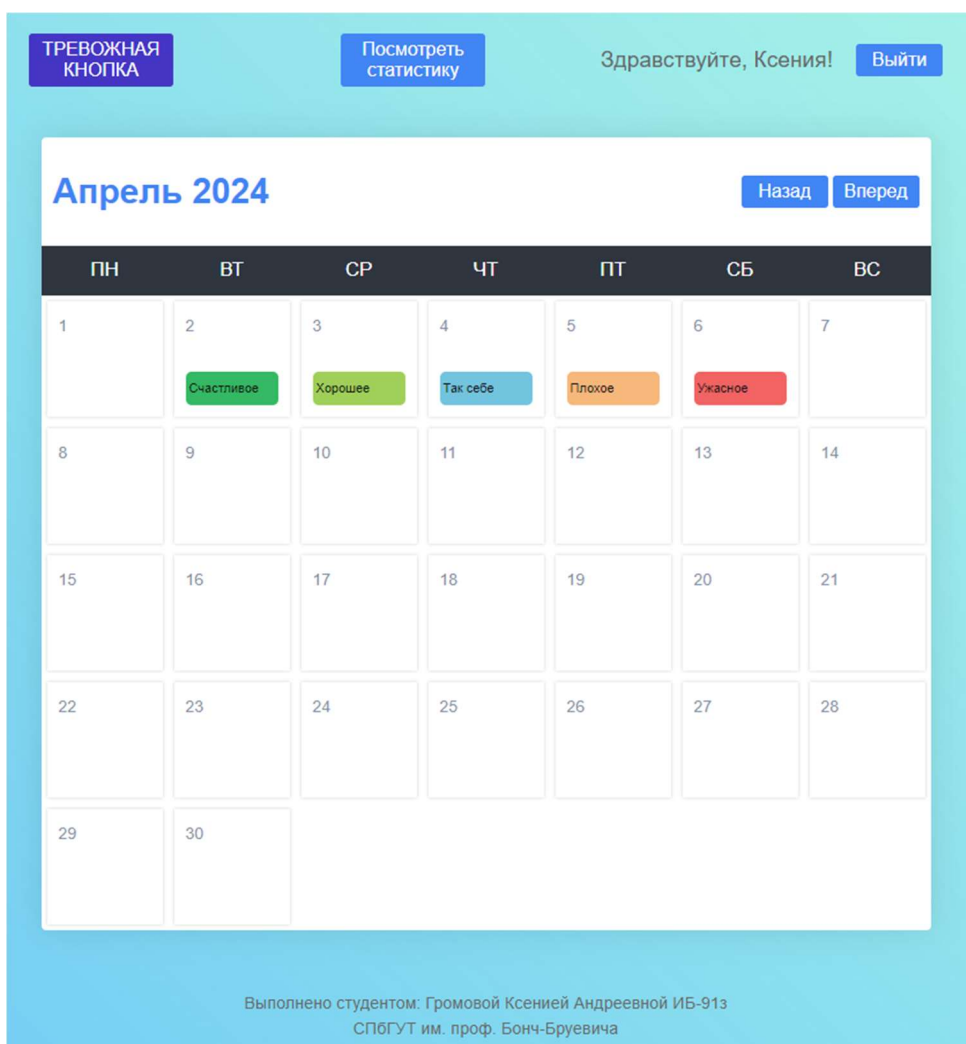 ТРЕВОЖНАЯ
КНОПКА
Посмотреть
статистику
Здравствуйте, Ксения!
Выйти
Апрель 2024
Назад
Вперед
ПН ВТ СР ЧТ ПТ СБ ВС
1 2 3 4 5 6 7
Счастливое Хорошее Так себе Плохое Ужасное
8 9 10 11 12 13 14
15 16 17 18 19 20 21
22 23 24 25 26 27 28
29 30
Выполнено студентом: Громовой Ксенией Андреевной ИБ-91з
СПбГУТ им. проф. Бонч-Бруевича